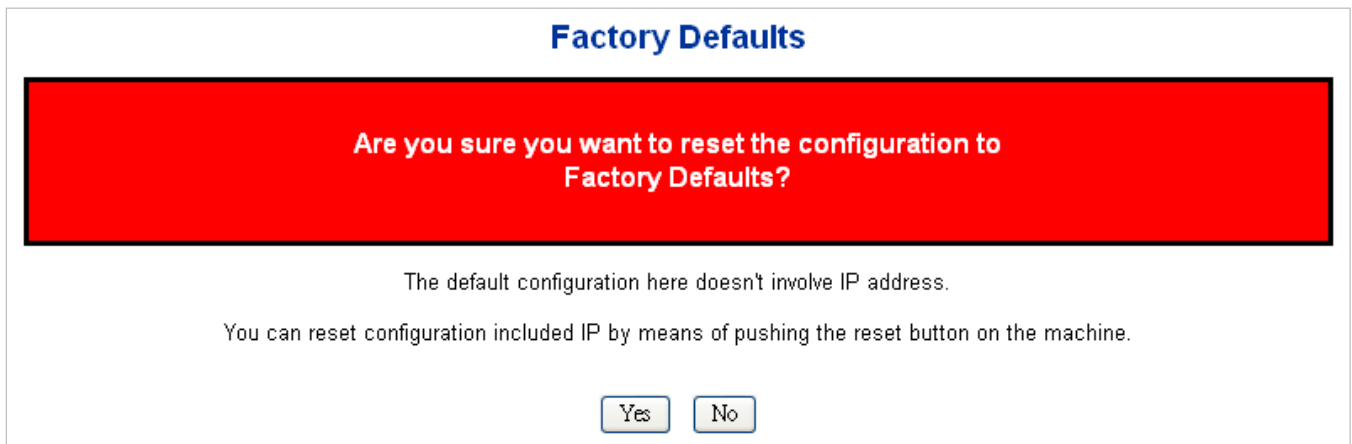 Factory Defaults
Are you sure you want to reset the configuration to
Factory Defaults?
The default configuration here doesn't involve IP address.
You can reset configuration included IP by means of pushing the reset button on the machine.
Yes No